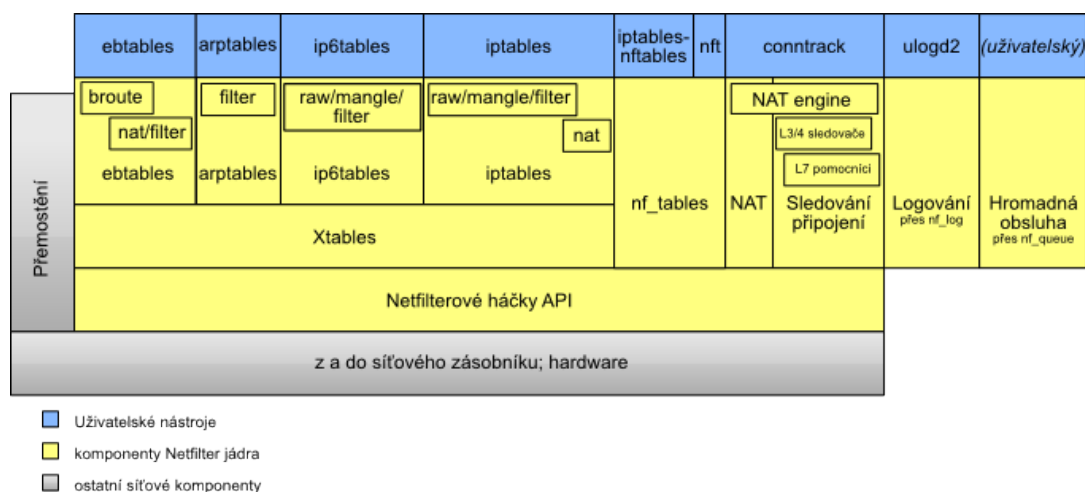 ebtables
arptables
ip6tables
iptables
iptables-
nftables
nft
conntrack
ulogd2
(uživatelský)
broute
nat/filter
ebtables
filter
arptables
raw/mangle/
filter
ip6tables
raw/mangle/filter
nat
iptables
Xtables
nf_tables
NAT engine
L3/4 sledovače
L7 pomocníci
NAT
Sledování
připojení
Logování
přes nf_log
Hromadná
obsluha
přes nf_queue
Přemostění
Netfilterové háčky API
z a do síťového zásobníku; hardware
Uživatelské nástroje
komponenty Netfilter jádra
ostatní síťové komponenty